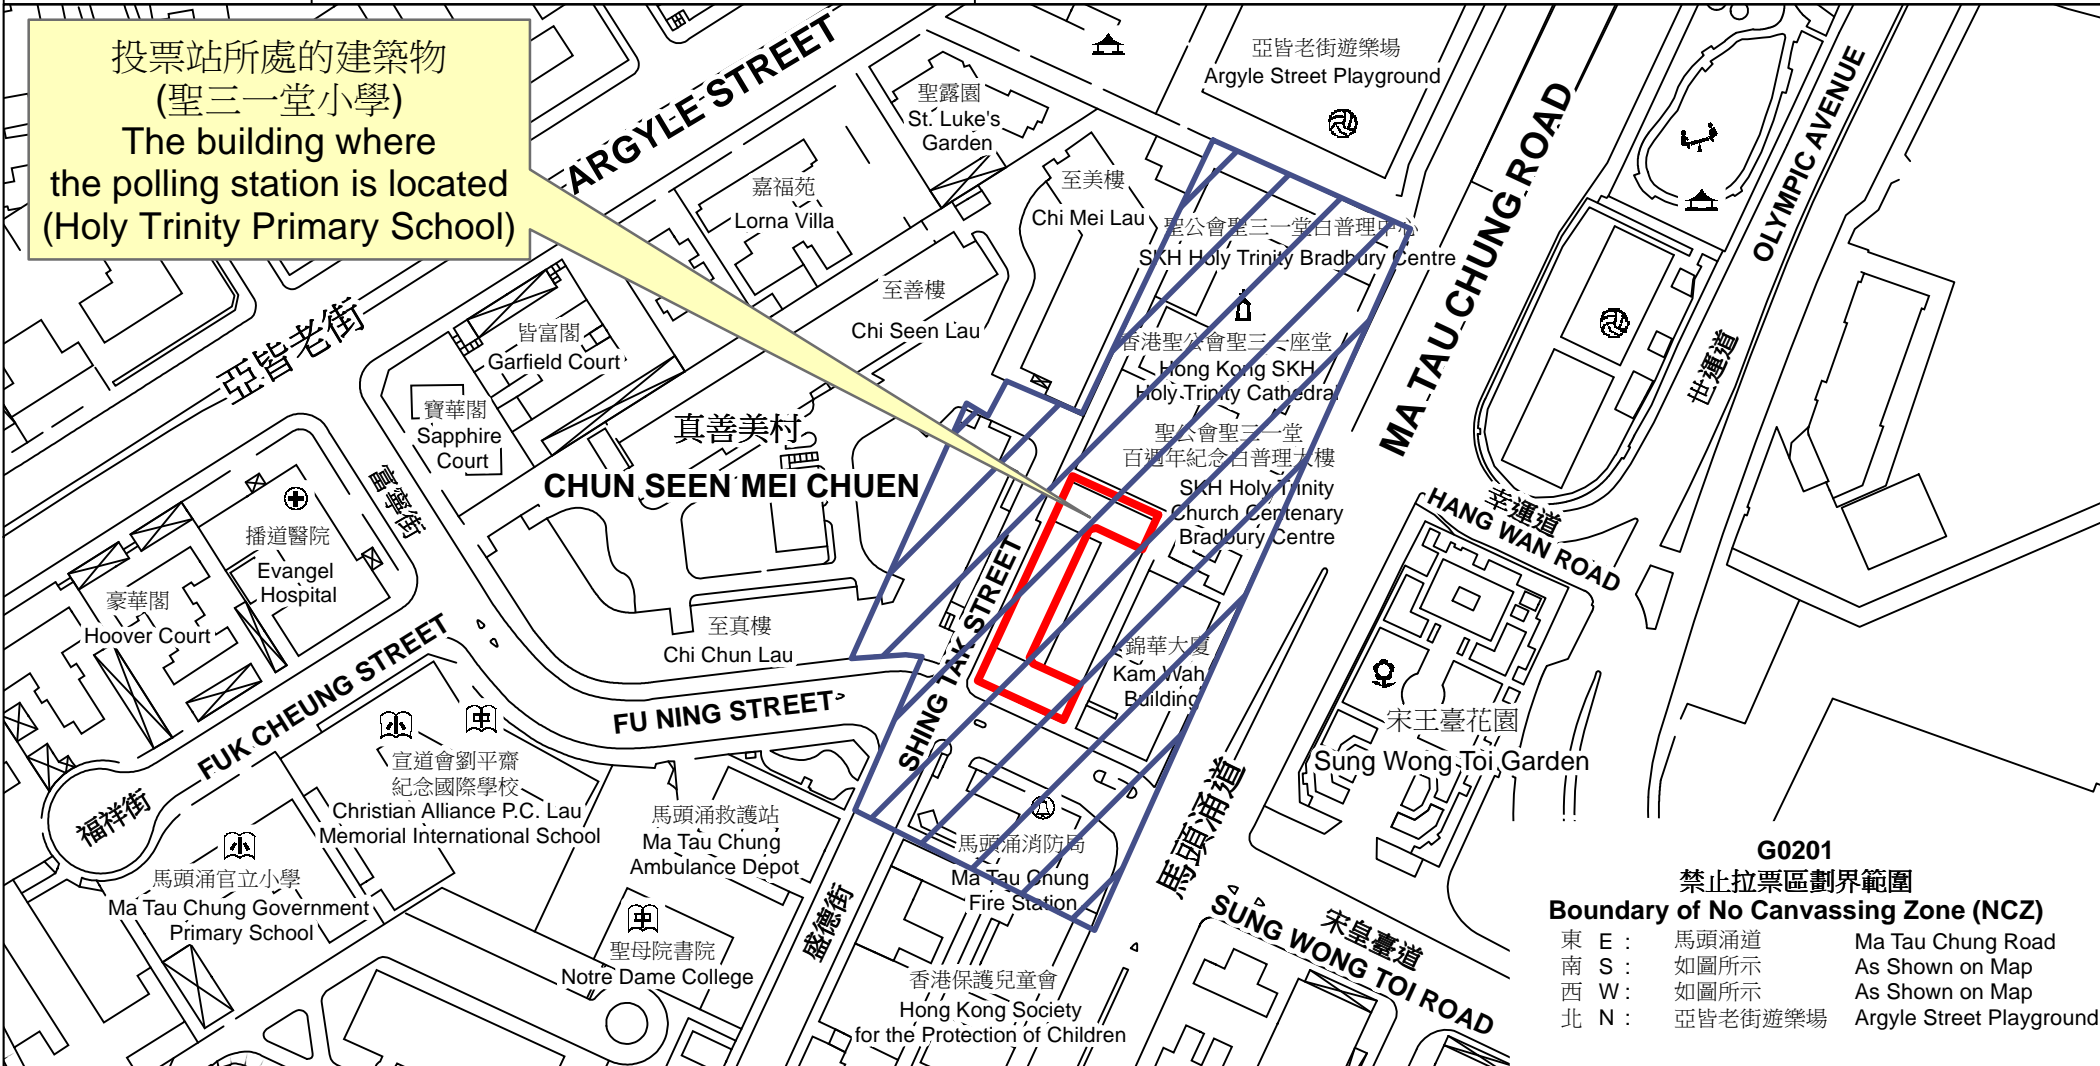 投票站所處的建築物
(聖三一堂小學)
The building where
the polling station is located
(Holy Trinity Primary School)
ARGYLE STREET
亞皆老街
聖露園
St. Luke's
Garden
亞皆老街遊樂場
Argyle Street Playground
嘉福苑
Lorna Villa
至美樓
Chi Mei Lau
聖公會聖三一堂白普理中心
SKH Holy Trinity Bradbury Centre
MA TAU CHUNG ROAD
OLYMPIC AVENUE
世運道
至善樓
Chi Seen Lau
皆富閣
Garfield Court
香港聖公會聖三一座堂
Hong Kong SKH
Holy Trinity Cathedral
寶華閣
Sapphire
Court
真善美村
CHUN SEEN MEI CHUEN
聖公會聖三一堂
百週年紀念白普理大樓
SKH Holy Trinity
Church Centenary
Bradbury Centre
富寧街
播道醫院
Evangel
Hospital
幸運道
HANG WAN ROAD
豪華閣
Hoover Court
至真樓
Chi Chun Lau
SHING TAK STREET
錦華大廈
Kam Wah
Building
FUK CHEUNG STREET
FU NING STREET
宋王臺花園
Sung Wong Toi Garden
福祥街
宣道會劉平齋
紀念國際學校
Christian Alliance P.C. Lau
Memorial International School
馬頭涌救護站
Ma Tau Chung
Ambulance Depot
馬頭涌消防局
Ma Tau Chung
Fire Station
馬頭涌道
馬頭涌官立小學
Ma Tau Chung Government
Primary School
中
小
中
小
聖母院書院
Notre Dame College
盛德街
香港保護兒童會
Hong Kong Society
for the Protection of Children
宋皇臺道
SUNG WONG TOI ROAD
G0201
禁止拉票區劃界範圍
Boundary of No Canvassing Zone (NCZ)
東 E : 馬頭涌道 Ma Tau Chung Road
南 S : 如圖所示 As Shown on Map
西 W : 如圖所示 As Shown on Map
北 N : 亞皆老街遊樂場 Argyle Street Playground